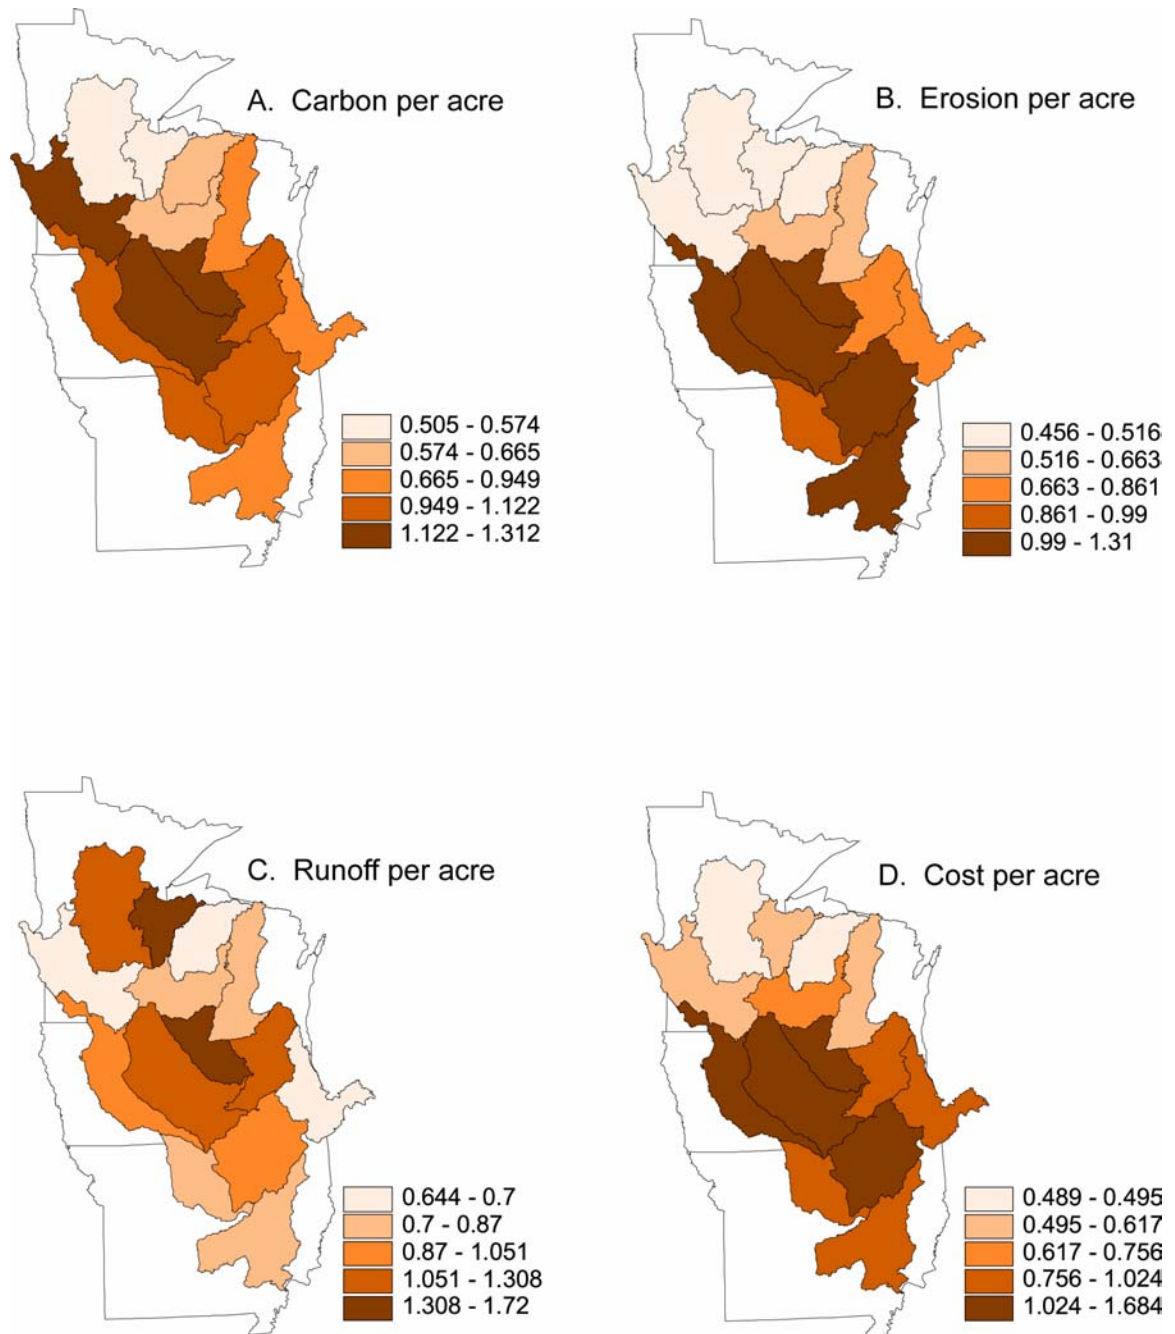 A. Carbon per acre
0.505 - 0.574
0.574 - 0.665
0.665 - 0.949
0.949 - 1.122
1.122 - 1.312
B. Erosion per acre
0.456 - 0.516
0.516 - 0.663
0.663 - 0.861
0.861 - 0.99
0.99 - 1.31
C. Runoff per acre
0.644 - 0.7
0.7 - 0.87
0.87 - 1.051
1.051 - 1.308
1.308 - 1.72
D. Cost per acre
0.489 - 0.495
0.495 - 0.617
0.617 - 0.756
0.756 - 1.024
1.024 - 1.684